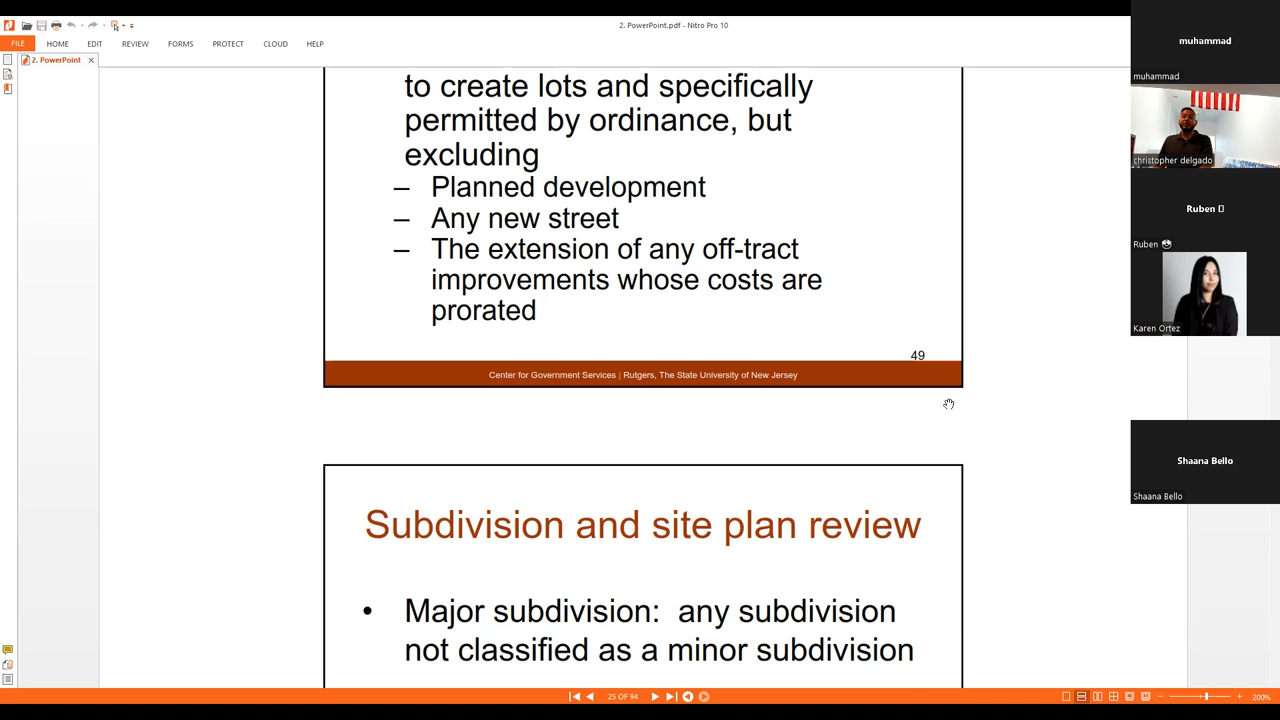 2. PowerPoint.pdf - Nitro Pro 10
FILE HOME EDIT REVIEW FORMS PROTECT CLOUD HELP
2. PowerPoint
to create lots and specifically
permitted by ordinance, but
excluding
– Planned development
– Any new street
– The extension of any off-tract
improvements whose costs are
prorated
49
Center for Government Services | Rutgers, The State University of New Jersey
Subdivision and site plan review
• Major subdivision: any subdivision
not classified as a minor subdivision
25 OF 94
200%
muhammad
muhammad
christopher delgado
Ruben
Ruben
Karen Ortez
Shaana Bello
Shaana Bello